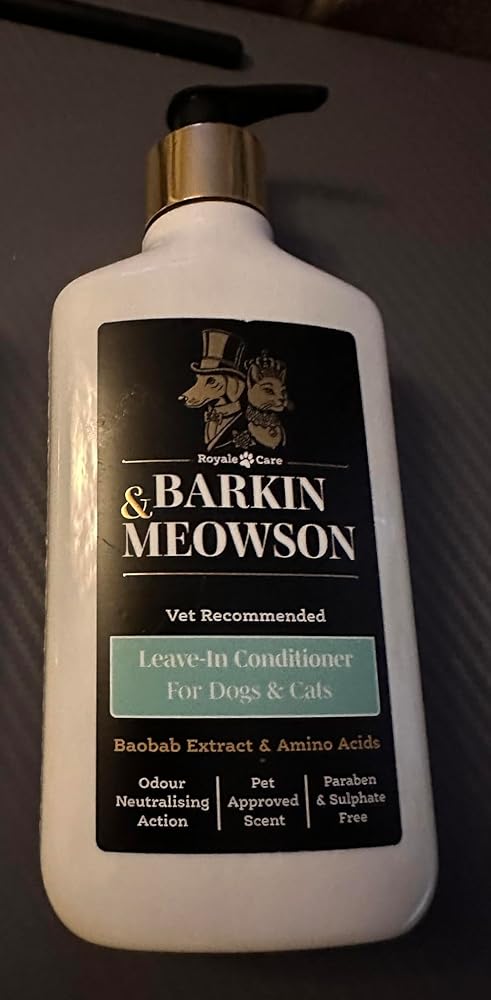 Royale Care
& BARKIN
MEOWSON
Vet Recommended
Leave-In Conditioner
For Dogs & Cats
Baobab Extract & Amino Acids
Odour
Neutralising
Action
Pet
Approved
Scent
Paraben
& Sulphate
Free